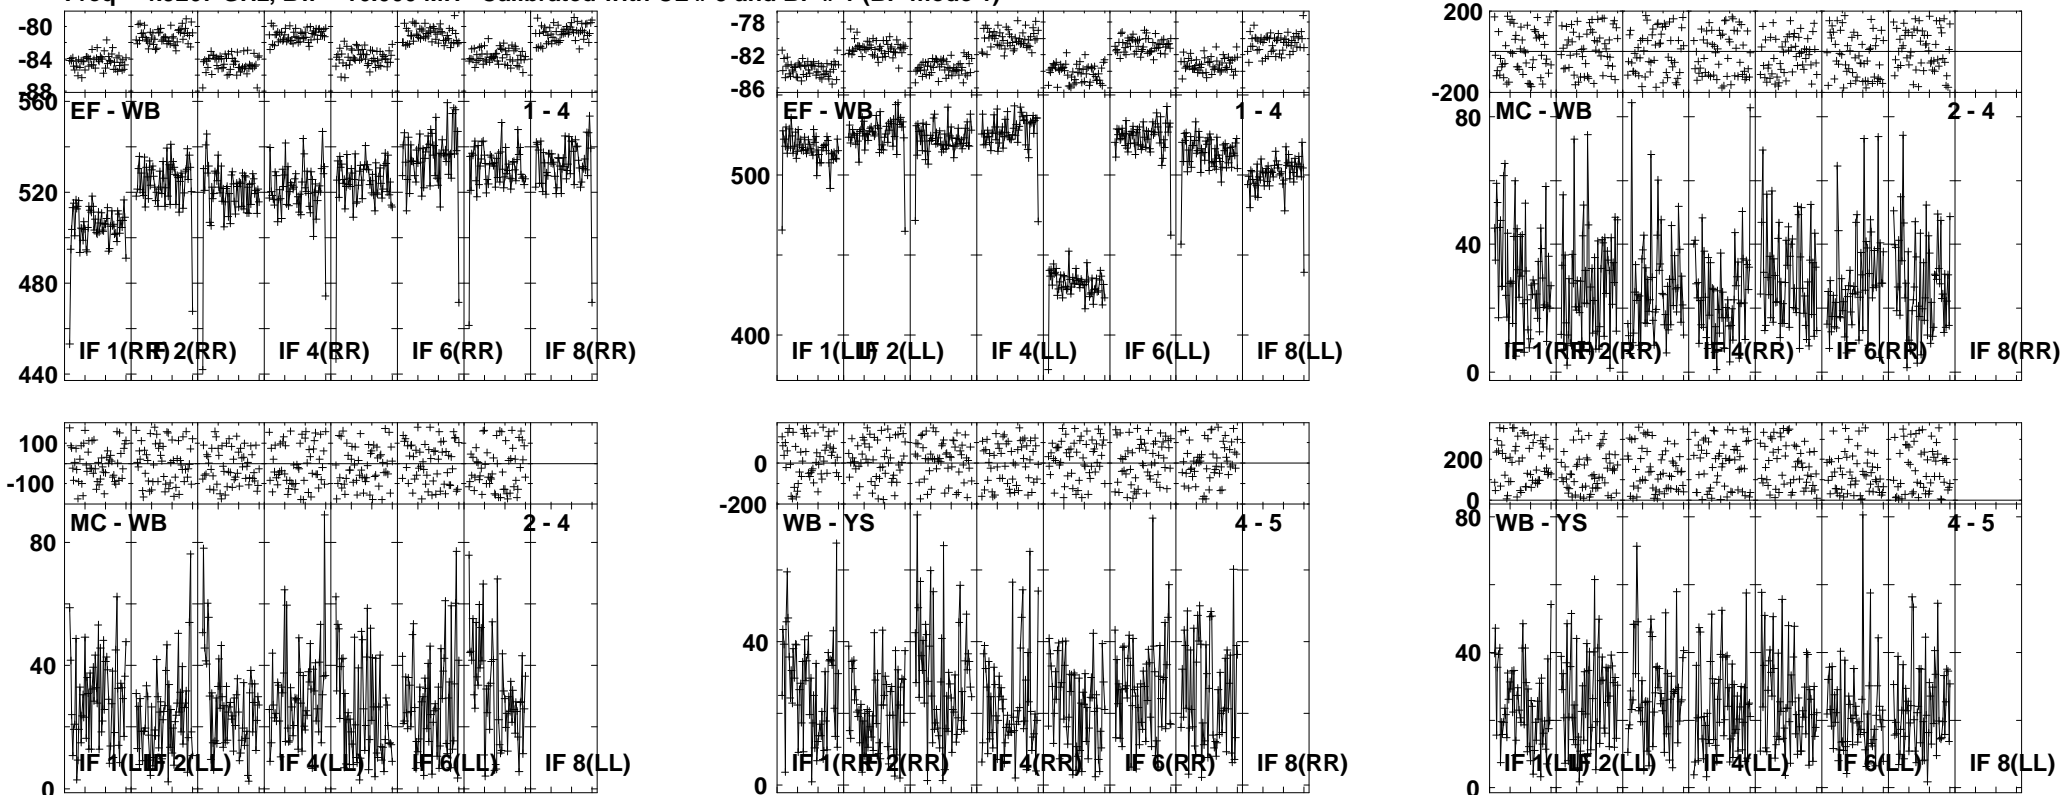 -80
-84
-88
560
EF - WB 1 - 4
520
480
440
IF 1(RR) IF 2(RR) IF 4(RR) IF 6(RR) IF 8(RR)
-78
-82
-86
EF - WB 1 - 4
500
400
IF 1(LL) IF 2(LL) IF 4(LL) IF 6(LL) IF 8(LL)
200
-200
MC - WB 2 - 4
80
40
0
IF 1(RR) IF 2(RR) IF 4(RR) IF 6(RR) IF 8(RR)
100
-100
MC - WB 2 - 4
80
40
0
IF 1(LL) IF 2(LL) IF 4(LL) IF 6(LL) IF 8(LL)
0
-200
WB - YS 4 - 5
40
0
IF 1(RR) IF 2(RR) IF 4(RR) IF 6(RR) IF 8(RR)
200
0
WB - YS 4 - 5
80
40
0
IF 1(LL) IF 2(LL) IF 4(LL) IF 6(LL) IF 8(LL)